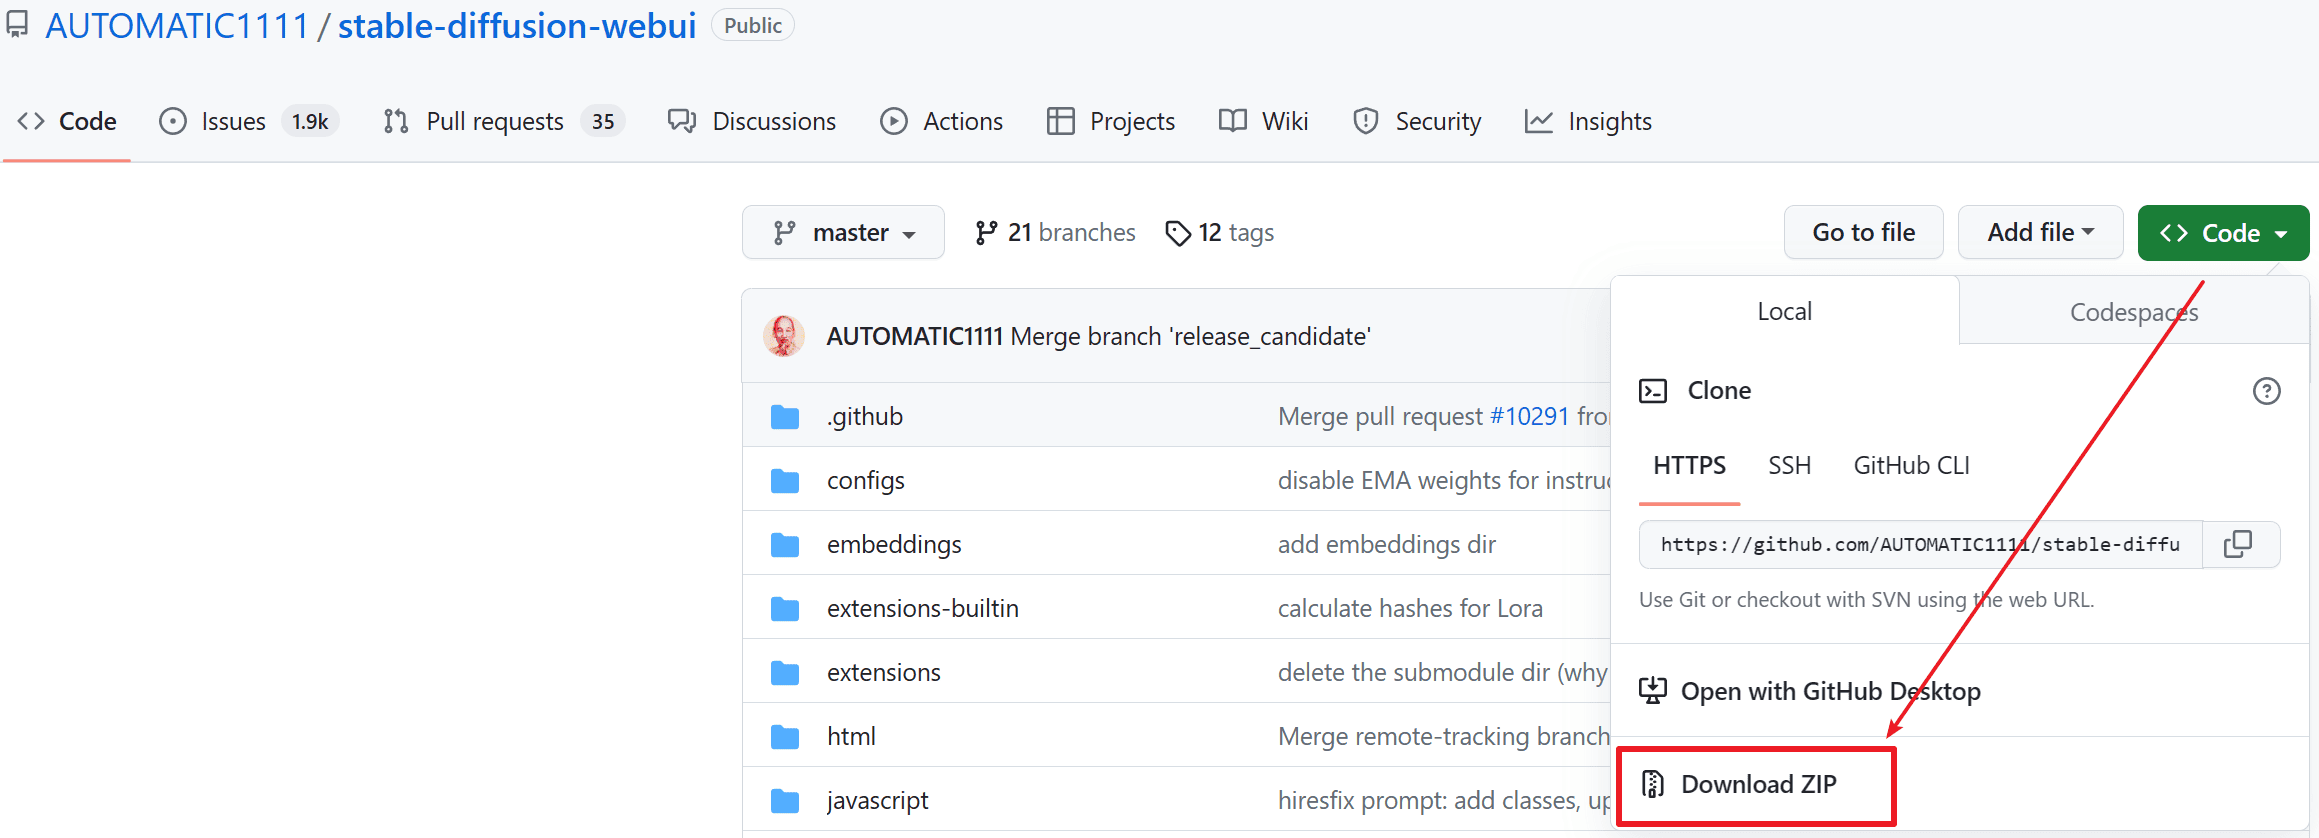 AUTOMATIC1111 / stable-diffusion-webui Public
Code Issues 1.9k Pull requests 35 Discussions Actions Projects Wiki Security Insights
master 21 branches 12 tags Go to file Add file Code
AUTOMATIC1111 Merge branch 'release_candidate'
.github Merge pull request #10291
configs disable EMA weights for
embeddings add embeddings dir
extensions-builtin calculate hashes for Lora
extensions delete the submodule dir (why
html Merge remote-tracking branch
javascript hiresfix prompt: add classes,
Local Codespaces
Clone
HTTPS SSH GitHub CLI
https://github.com/AUTOMATIC1111/stable-diffu
Use Git or checkout with SVN using the web URL.
Open with GitHub Desktop
Download ZIP